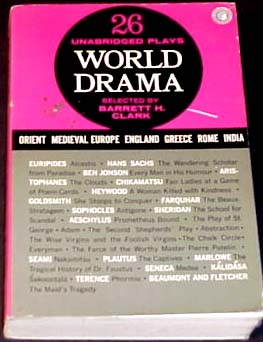 26
UNABRIDGED PLAYS
WORLD
DRAMA
SELECTED BY
BARRETT H.
CLARK
ORIENT MEDIEVAL EUROPE ENGLAND GREECE ROME INDIA
EURIPIDES Alcestis • HANS SACHS The Wandering Scholar
from Paradise • BEN JONSON Every Man in His Humour • ARIS-
TOPHANES The Clouds • CHIKAMATSU Fair Ladies at a Game
of Poem Cards • HEYWOOD A Woman Killed with Kindness •
GOLDSMITH She Stoops to Conquer • FARQUHAR The Beaux
Stratagem • SOPHOCLES Antigone • SHERIDAN The School for
Scandal • AESCHYLUS Prometheus Bound • The Play of St.
George • Adam • The Second Shepherds' Play • Abstraction •
The Wise Virgins and the Foolish Virgins • The Chalk Circle •
Everyman • The Farce of the Worthy Master Pierre Patelin •
SEAMI Nakamitsu • PLAUTUS The Captives • MARLOWE The
Tragical History of Dr. Faustus • SENECA Medea • KĀLIDĀSA
Śakoontalá • TERENCE Phormio • BEAUMONT AND FLETCHER
The Maid's Tragedy